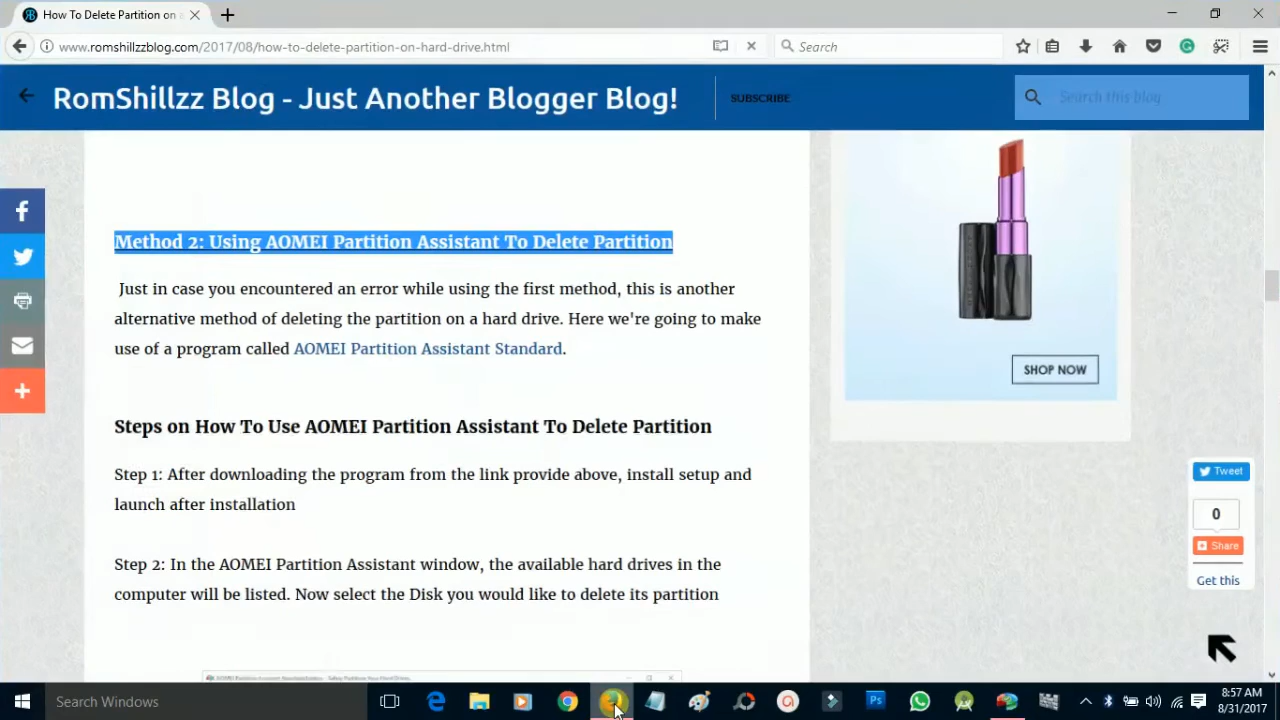 How To Delete Partition on a
www.romshillzzblog.com/2017/08/how-to-delete-partition-on-hard-drive.html
Search
RomShillzz Blog - Just Another Blogger Blog!
SUBSCRIBE
Search this blog
Method 2: Using AOMEI Partition Assistant To Delete Partition
Just in case you encountered an error while using the first method, this is another
alternative method of deleting the partition on a hard drive. Here we're going to make
use of a program called AOMEI Partition Assistant Standard.
SHOP NOW
Steps on How To Use AOMEI Partition Assistant To Delete Partition
Step 1: After downloading the program from the link provide above, install setup and
launch after installation
Tweet
0
Share
Get this
Step 2: In the AOMEI Partition Assistant window, the available hard drives in the
computer will be listed. Now select the Disk you would like to delete its partition
Search Windows
Ps
8:57 AM
8/31/2017